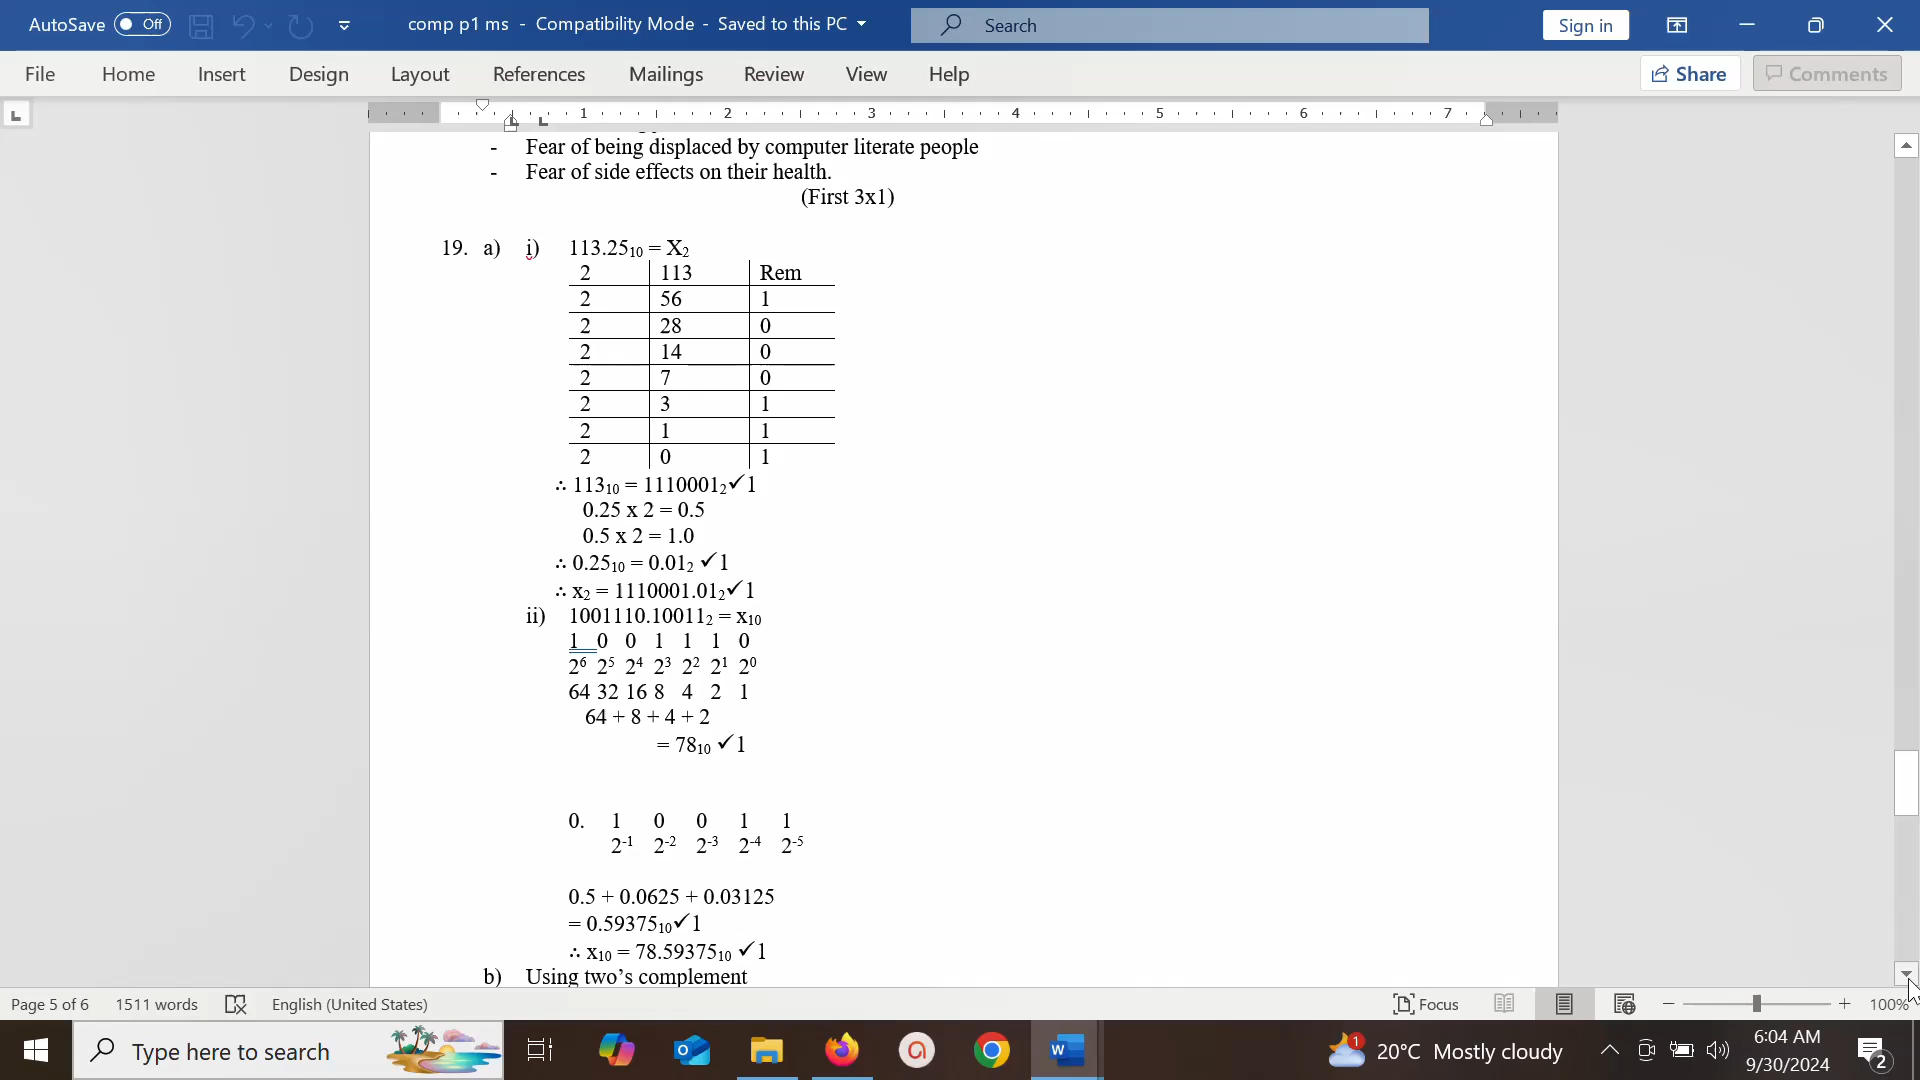 AutoSave Off comp p1 ms - Compatibility Mode - Saved to this PC Search Sign in
File Home Insert Design Layout References Mailings Review View Help Share Comments
1 2 3 4 5 6 7
- Fear of being displaced by computer literate people
- Fear of side effects on their health.
(First 3x1)
19. a) i) 113.25₁₀ = X₂
2 113 Rem
2 56 1
2 28 0
2 14 0
2 7 0
2 3 1
2 1 1
2 0 1
∴ 113₁₀ = 1110001₂✓1
0.25 x 2 = 0.5
0.5 x 2 = 1.0
∴ 0.25₁₀ = 0.01₂ ✓1
∴ x₂ = 1110001.01₂✓1
ii) 1001110.10011₂ = x₁₀
1 0 0 1 1 1 0
2⁶ 2⁵ 2⁴ 2³ 2² 2¹ 2⁰
64 32 16 8 4 2 1
64 + 8 + 4 + 2
= 78₁₀ ✓1
0. 1 0 0 1 1
2⁻¹ 2⁻² 2⁻³ 2⁻⁴ 2⁻⁵
0.5 + 0.0625 + 0.03125
= 0.59375₁₀✓1
∴ x₁₀ = 78.59375₁₀ ✓1
b) Using two’s complement
Page 5 of 6 1511 words English (United States) Focus 100%
Type here to search 1 20°C Mostly cloudy 6:04 AM
9/30/2024 2